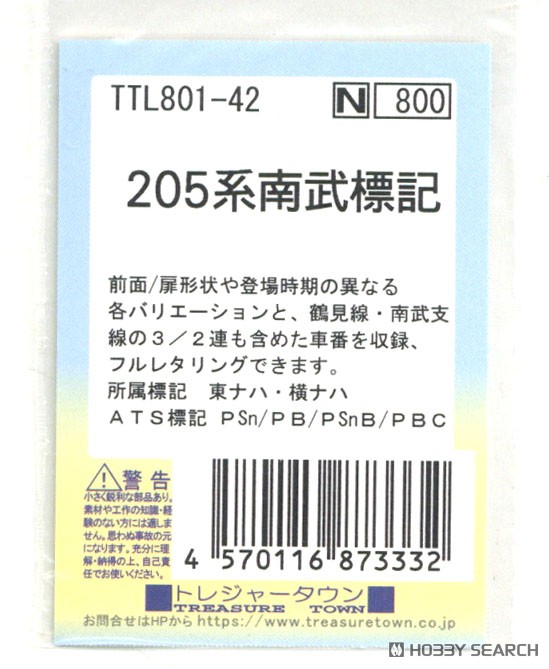 TTL801-42 N 800
205系南武標記
前面/扉形状や登場時期の異なる
各バリエーションと、鶴見線・南武支
線の３／２連も含めた車番を収録、
フルレタリングできます。
所属標記　東ナハ・横ナハ
ＡＴＳ標記 ＰSn/ＰＢ/ＰSnＢ/ＰＢＣ
警告
小さく鋭利な部品あり。
素材や工作の知識・経
験のない方には適しま
せん。思わぬ事故の元
になります。充分に理
解・納得の上、自己責
任でお使いください。
4 570116 873332
トレジャータウン
TREASURE TOWN
お問合せはHPから https://www.treasuretown.co.jp
HOBBY SEARCH